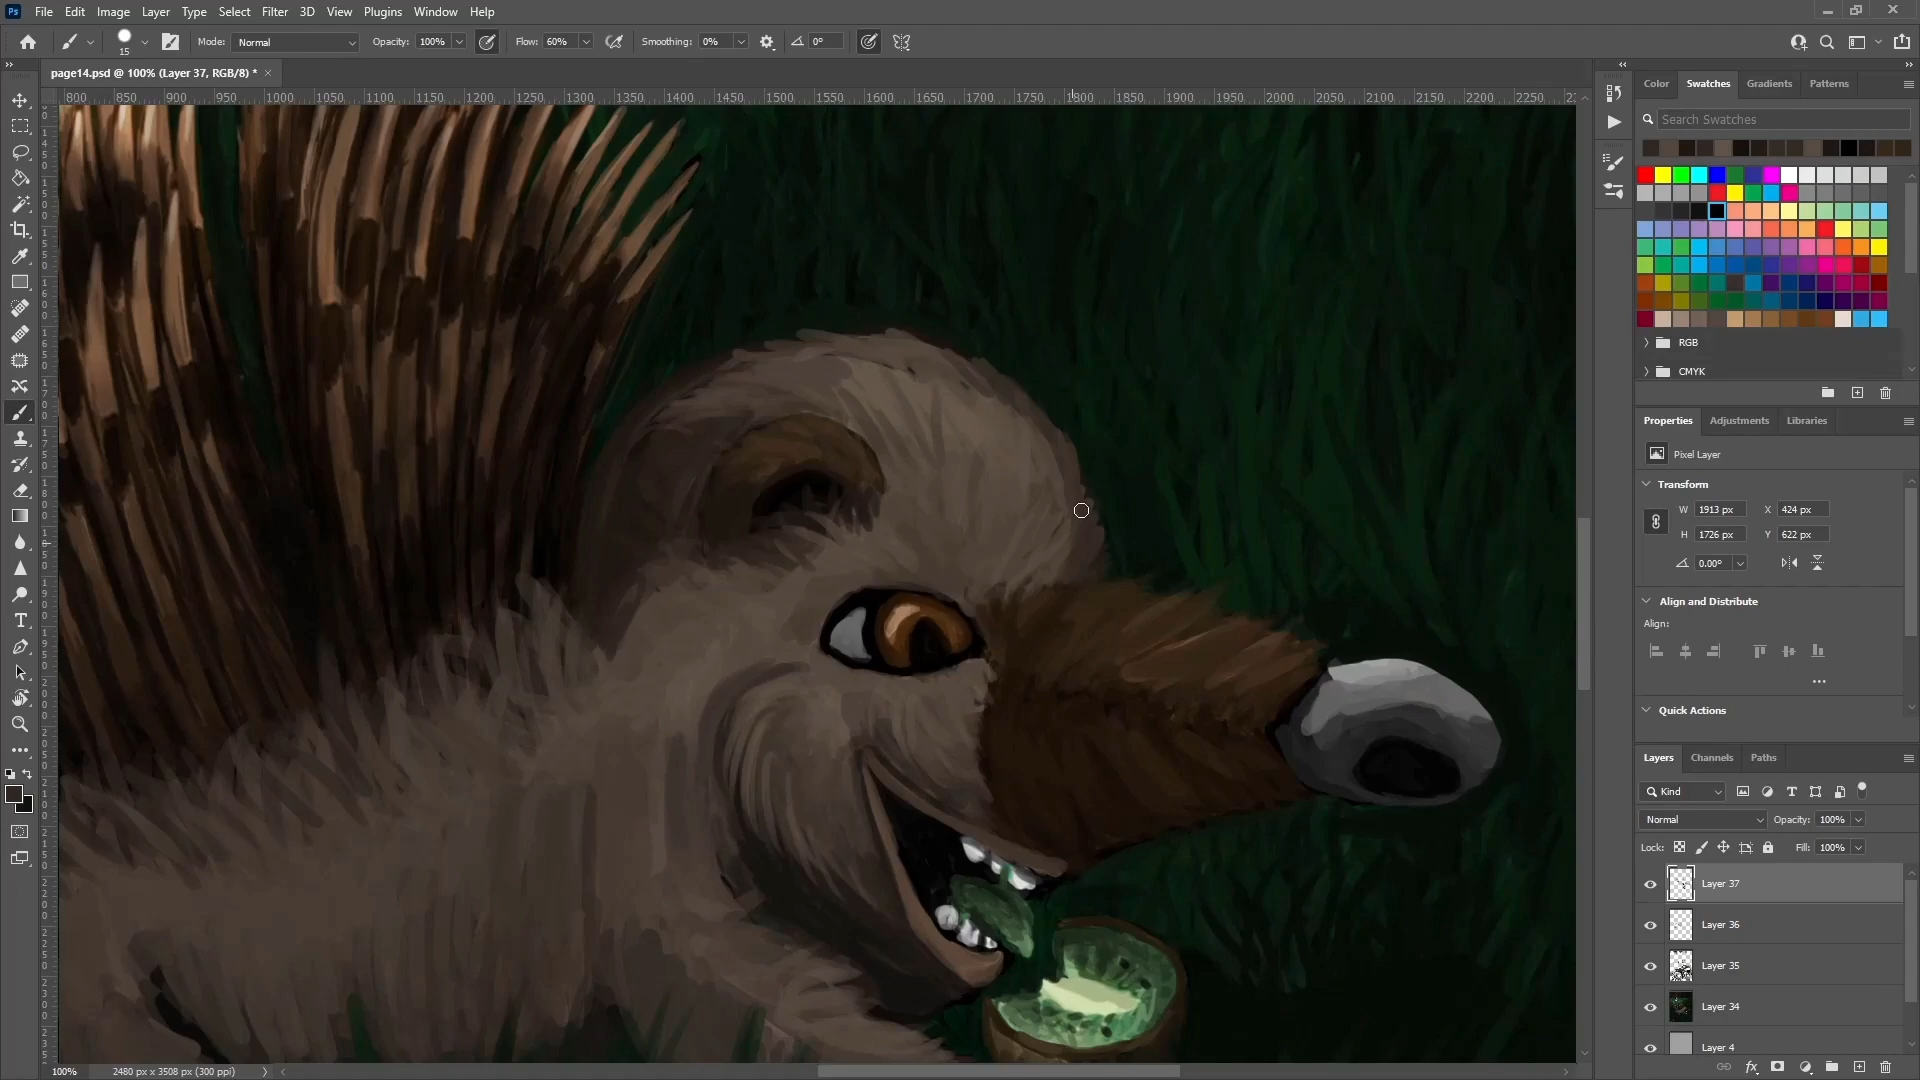 Ps File Edit Image Layer Type Select Filter 3D View Plugins Window Help
15 Mode: Normal Opacity: 100% Flow: 60% Smoothing: 0% 0°
page14.psd @ 100% (Layer 37, RGB/8) * ×
800 850 900 950 1000 1050 1100 1150 1200 1250 1300 1350 1400 1450 1500 1550 1600 1650 1700 1750 1800 1850 1900 1950 2000 2050 2100 2150 2200 2250
Color Swatches Gradients Patterns
Search Swatches
RGB
CMYK
Properties Adjustments Libraries
Pixel Layer
Transform
W 1913 px X 424 px
H 1726 px Y 622 px
0.00°
Align and Distribute
Align:
Quick Actions
Layers Channels Paths
Kind
Normal Opacity: 100%
Lock: Fill: 100%
Layer 37
Layer 36
Layer 35
Layer 34
Layer 4
fx
100% 2480 px x 3508 px (300 ppi)